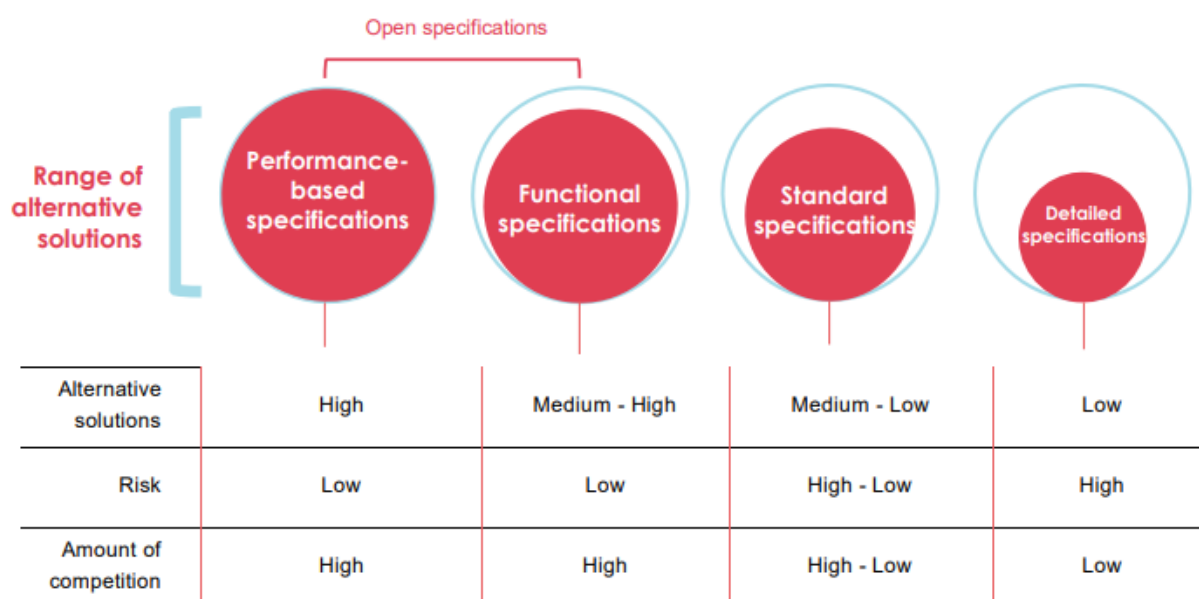 Open specifications
Range of
alternative
solutions
Performance-
based
specifications
Functional
specifications
Standard
specifications
Detailed
specifications
Alternative
solutions
High
Medium - High
Medium - Low
Low
Risk
Low
Low
High - Low
High
Amount of
competition
High
High
High - Low
Low